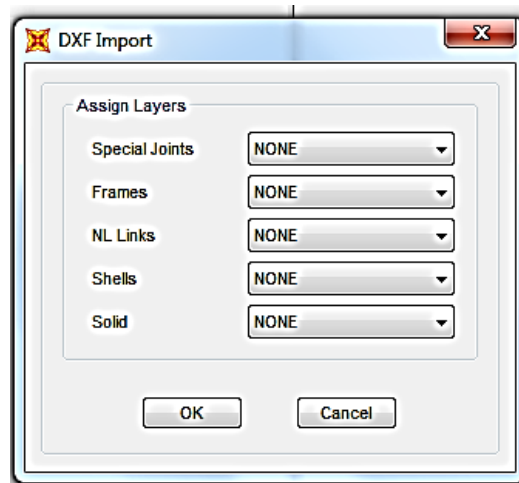 DXF Import
x
Assign Layers
Special Joints NONE
Frames NONE
NL Links NONE
Shells NONE
Solid NONE
OK Cancel